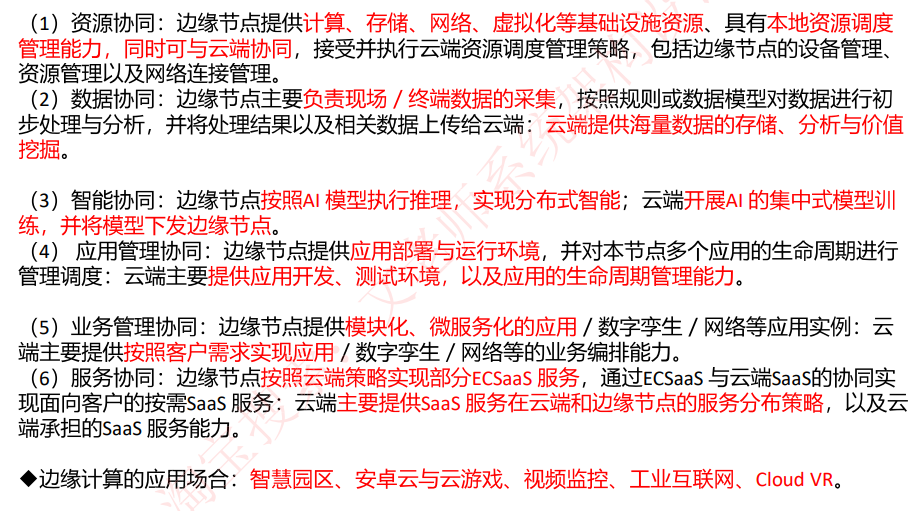 （1）资源协同：边缘节点提供计算、存储、网络、虚拟化等基础设施资源、具有本地资源调度
管理能力，同时可与云端协同，接受并执行云端资源调度管理策略，包括边缘节点的设备管理、
资源管理以及网络连接管理。
（2）数据协同：边缘节点主要负责现场／终端数据的采集，按照规则或数据模型对数据进行初
步处理与分析，并将处理结果以及相关数据上传给云端：云端提供海量数据的存储、分析与价值
挖掘。
（3）智能协同：边缘节点按照AI 模型执行推理，实现分布式智能；云端开展AI 的集中式模型训
练，并将模型下发边缘节点。
（4） 应用管理协同：边缘节点提供应用部署与运行环境，并对本节点多个应用的生命周期进行
管理调度：云端主要提供应用开发、测试环境，以及应用的生命周期管理能力。
（5）业务管理协同：边缘节点提供模块化、微服务化的应用／数字孪生／网络等应用实例：云
端主要提供按照客户需求实现应用／数字孪生／网络等的业务编排能力。
（6）服务协同：边缘节点按照云端策略实现部分ECSaaS 服务，通过ECSaaS 与云端SaaS的协同实
现面向客户的按需SaaS 服务：云端主要提供SaaS 服务在云端和边缘节点的服务分布策略，以及云
端承担的SaaS 服务能力。
◆边缘计算的应用场合：智慧园区、安卓云与云游戏、视频监控、工业互联网、Cloud VR。